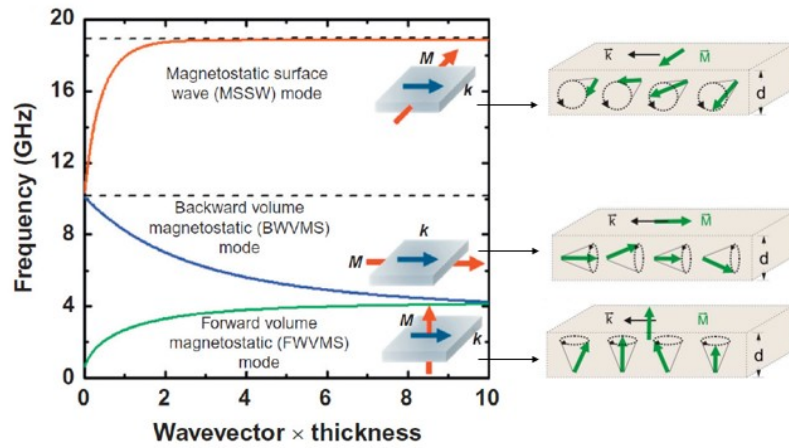 Frequency (GHz)
20
16
12
8
4
0
Magnetostatic surface
wave (MSSW) mode
M
k
Backward volume
magnetostatic (BWVMS)
mode
k
M
Forward volume
magnetostatic (FWVMS)
mode
M
k
0
2
4
6
8
10
Wavevector × thickness
k⃗
M⃗
d
k⃗
M⃗
d
k⃗
M⃗
d